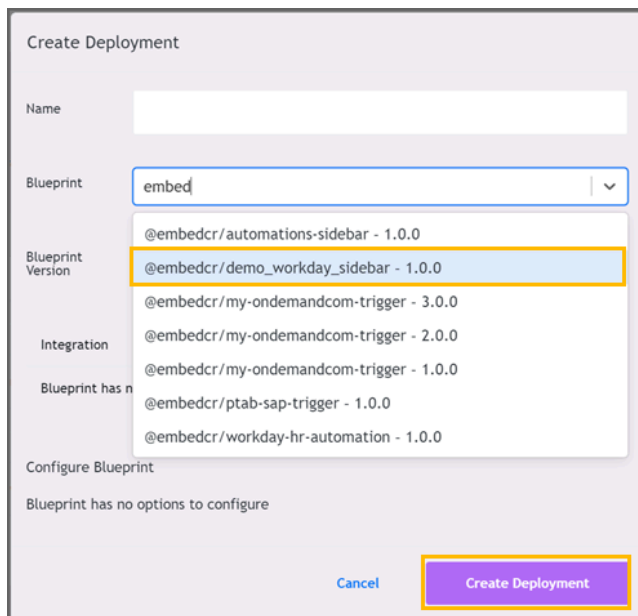 Create Deployment
Name
Blueprint
embed
@embedcr/automations-sidebar - 1.0.0
Blueprint
Version
@embedcr/demo_workday_sidebar - 1.0.0
@embedcr/my-ondemandcom-trigger - 3.0.0
@embedcr/my-ondemandcom-trigger - 2.0.0
Integration
@embedcr/my-ondemandcom-trigger - 1.0.0
Blueprint has n
@embedcr/ptab-sap-trigger - 1.0.0
@embedcr/workday-hr-automation - 1.0.0
Configure Blueprint
Blueprint has no options to configure
Cancel
Create Deployment